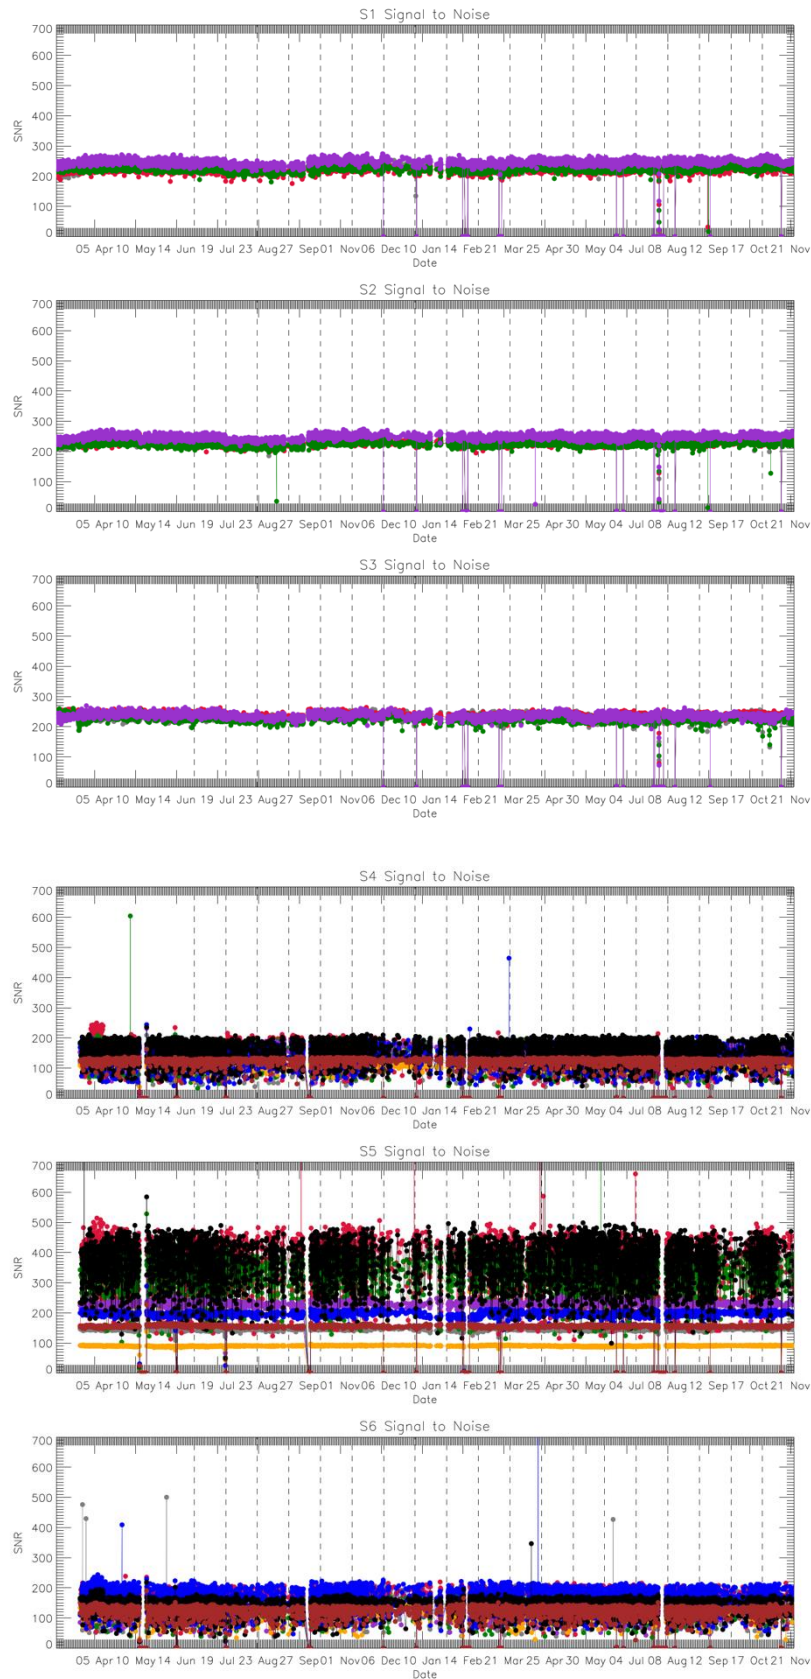 S1 Signal to Noise
700
600
500
400
300
200
100
0
SNR
05 Apr 10 May 14 Jun 19 Jul 23 Aug 27 Sep 01 Nov 06 Dec 10 Jan 14 Feb 21 Mar 25 Apr 30 May 04 Jul 08 Aug 12 Sep 17 Oct 21 Nov
Date
S2 Signal to Noise
700
600
500
400
300
200
100
0
SNR
05 Apr 10 May 14 Jun 19 Jul 23 Aug 27 Sep 01 Nov 06 Dec 10 Jan 14 Feb 21 Mar 25 Apr 30 May 04 Jul 08 Aug 12 Sep 17 Oct 21 Nov
Date
S3 Signal to Noise
700
600
500
400
300
200
100
0
SNR
05 Apr 10 May 14 Jun 19 Jul 23 Aug 27 Sep 01 Nov 06 Dec 10 Jan 14 Feb 21 Mar 25 Apr 30 May 04 Jul 08 Aug 12 Sep 17 Oct 21 Nov
Date
S4 Signal to Noise
700
600
500
400
300
200
100
0
SNR
05 Apr 10 May 14 Jun 19 Jul 23 Aug 27 Sep 01 Nov 06 Dec 10 Jan 14 Feb 21 Mar 25 Apr 30 May 04 Jul 08 Aug 12 Sep 17 Oct 21 Nov
Date
S5 Signal to Noise
700
600
500
400
300
200
100
0
SNR
05 Apr 10 May 14 Jun 19 Jul 23 Aug 27 Sep 01 Nov 06 Dec 10 Jan 14 Feb 21 Mar 25 Apr 30 May 04 Jul 08 Aug 12 Sep 17 Oct 21 Nov
Date
S6 Signal to Noise
700
600
500
400
300
200
100
0
SNR
05 Apr 10 May 14 Jun 19 Jul 23 Aug 27 Sep 01 Nov 06 Dec 10 Jan 14 Feb 21 Mar 25 Apr 30 May 04 Jul 08 Aug 12 Sep 17 Oct 21 Nov
Date